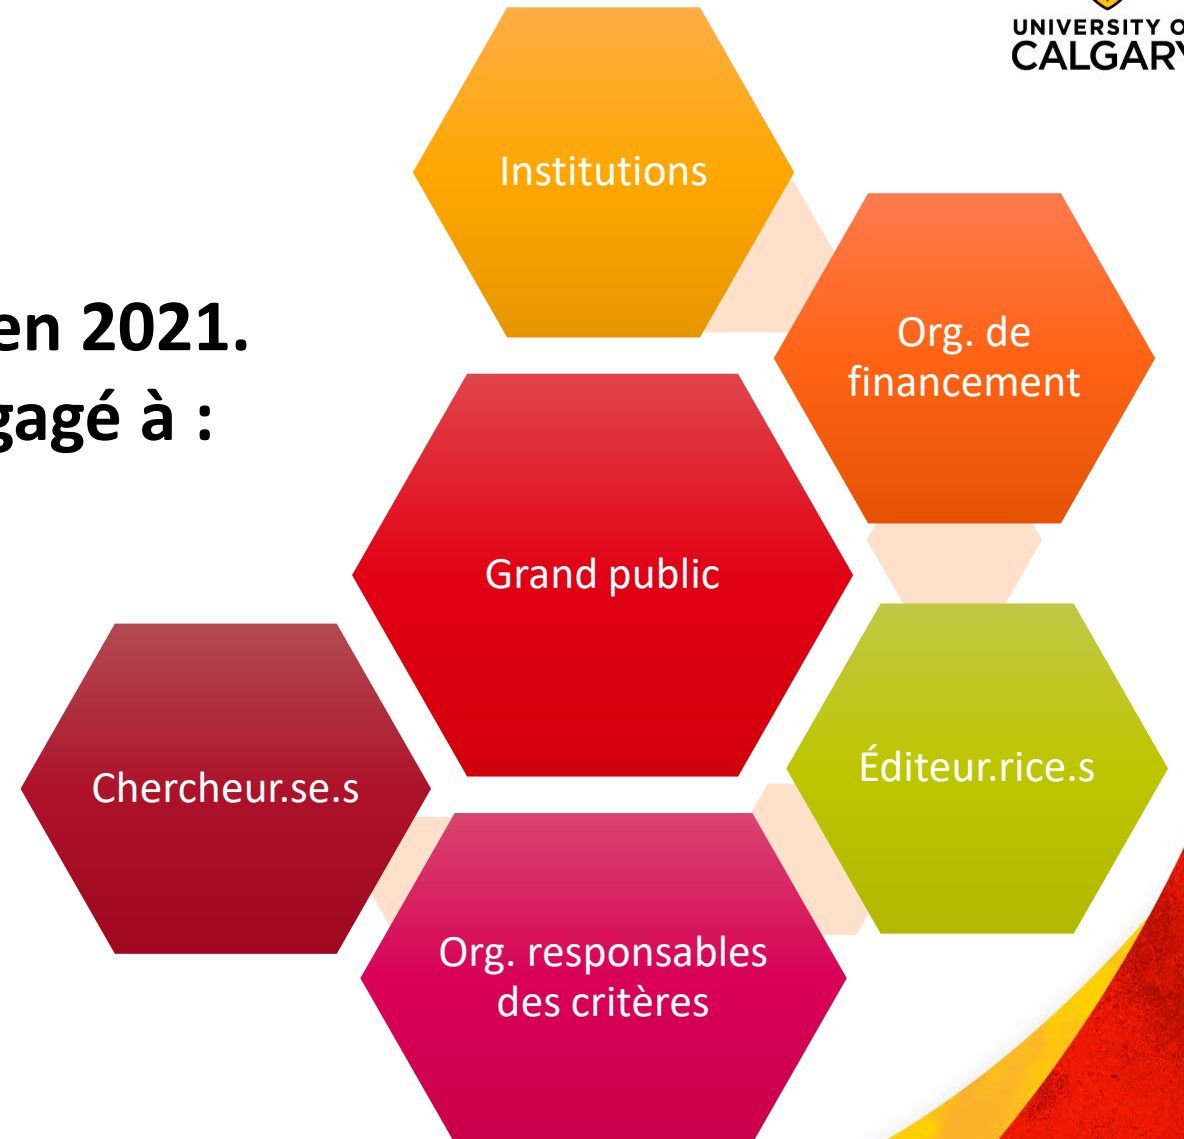 UNIVERSITY O
CALGARY
Institutions
en 2021.
gagé à :
Org. de
financement
Grand public
Chercheur.se.s
Éditeur.rice.s
Org. responsables
des critères